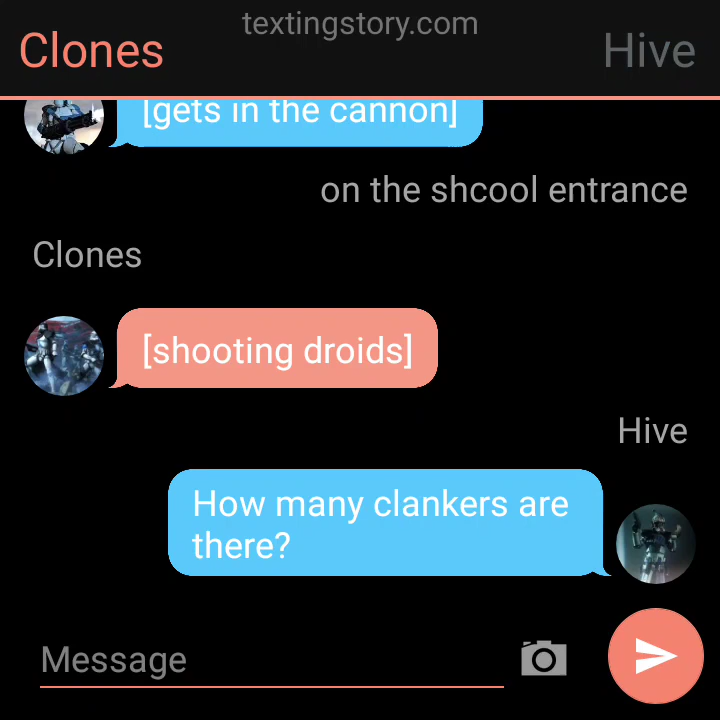 textingstory.com
Clones
Hive
[gets in the cannon]
on the shcool entrance
Clones
[shooting droids]
Hive
How many clankers are
there?
Message